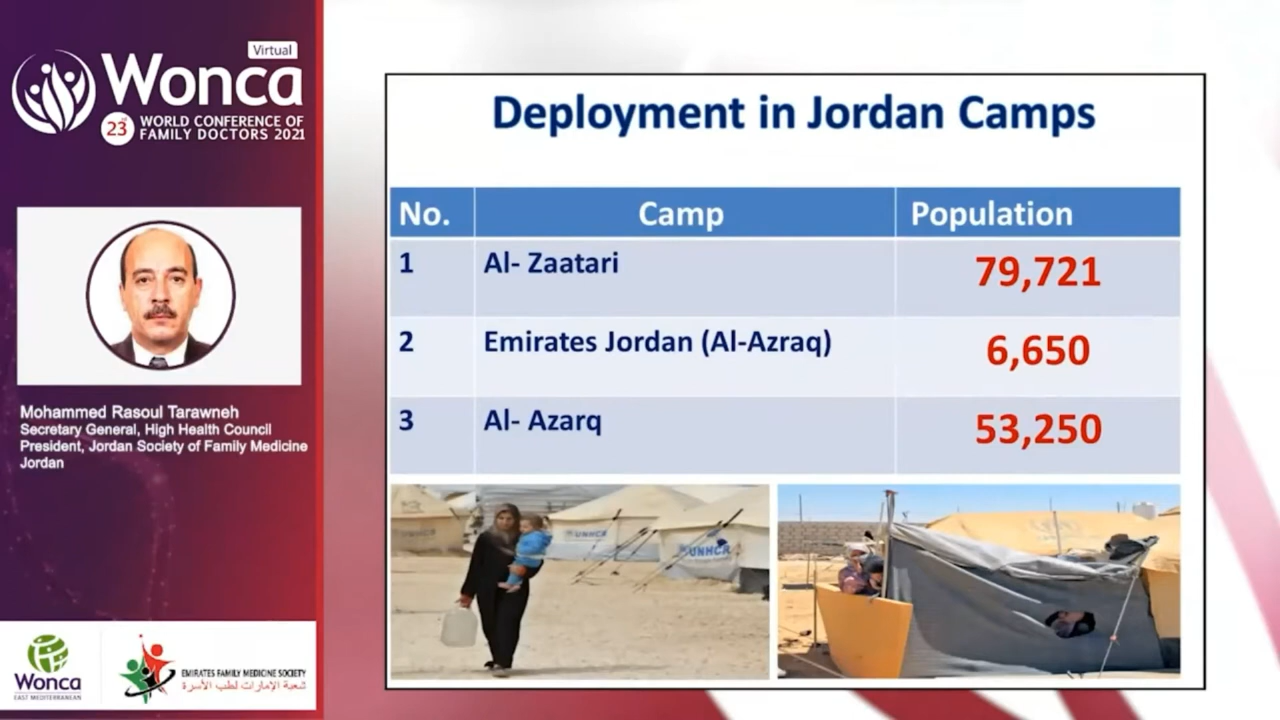 Virtual
Wonca
23rd WORLD CONFERENCE OF
FAMILY DOCTORS 2021
Mohammed Rasoul Tarawneh
Secretary General, High Health Council
President, Jordan Society of Family Medicine
Jordan
Wonca
EAST MEDITERRANEAN
EMIRATES FAMILY MEDICINE SOCIETY
شعبة الإمارات لطب الأسرة
Deployment in Jordan Camps
No. Camp Population
1 Al- Zaatari 79,721
2 Emirates Jordan (Al-Azraq) 6,650
3 Al- Azarq 53,250
UNHCR
UNHCR